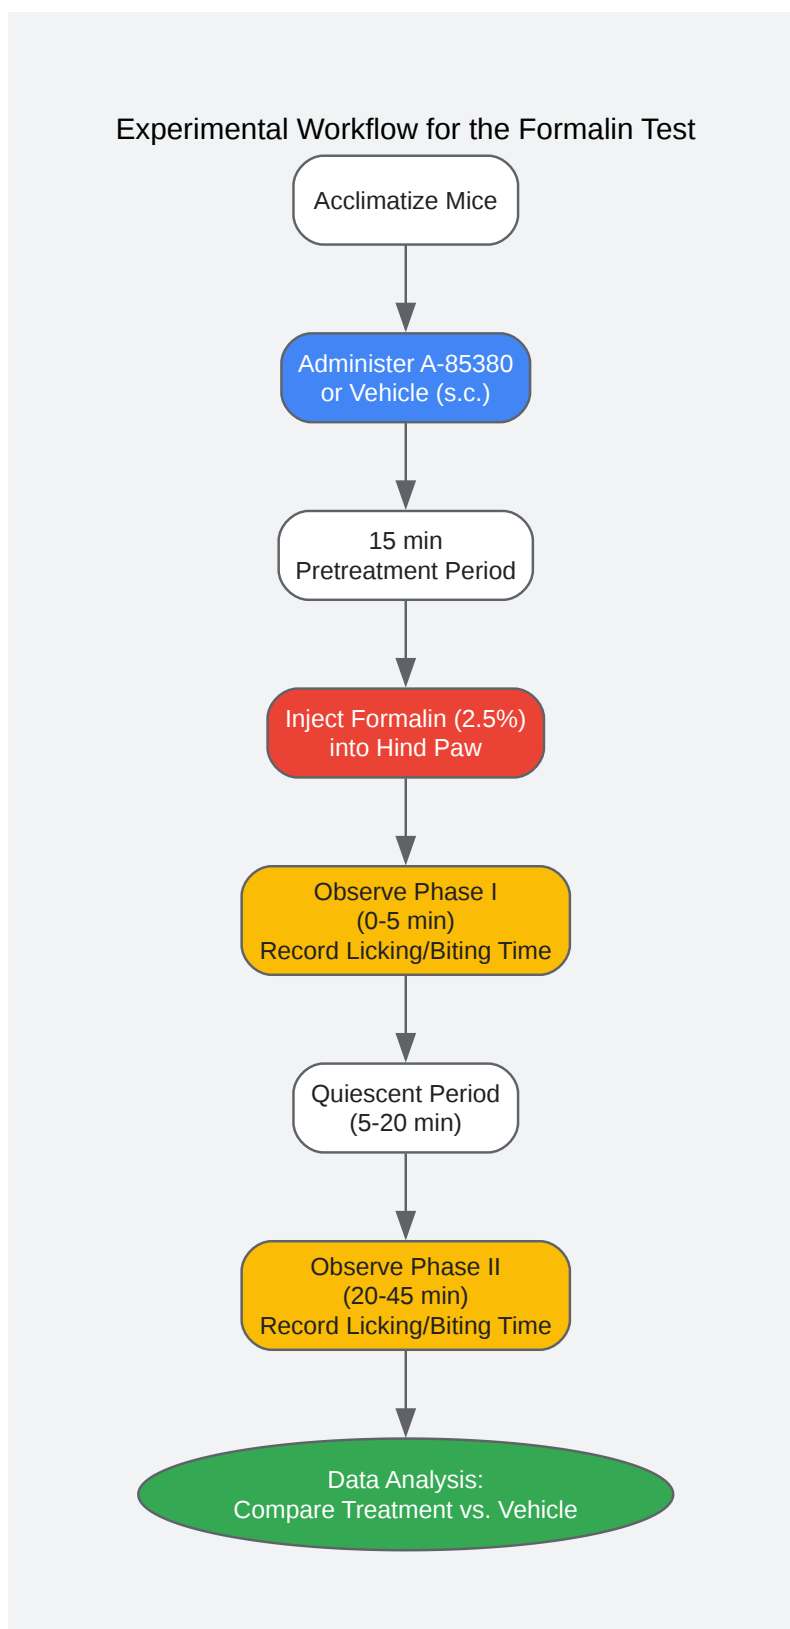 Experimental Workflow for the Formalin Test
Acclimatize Mice
Administer A-85380
or Vehicle (s.c.)
15 min
Pretreatment Period
Inject Formalin (2.5%)
into Hind Paw
Observe Phase I
(0-5 min)
Record Licking/Biting Time
Quiescent Period
(5-20 min)
Observe Phase II
(20-45 min)
Record Licking/Biting Time
Data Analysis:
Compare Treatment vs. Vehicle